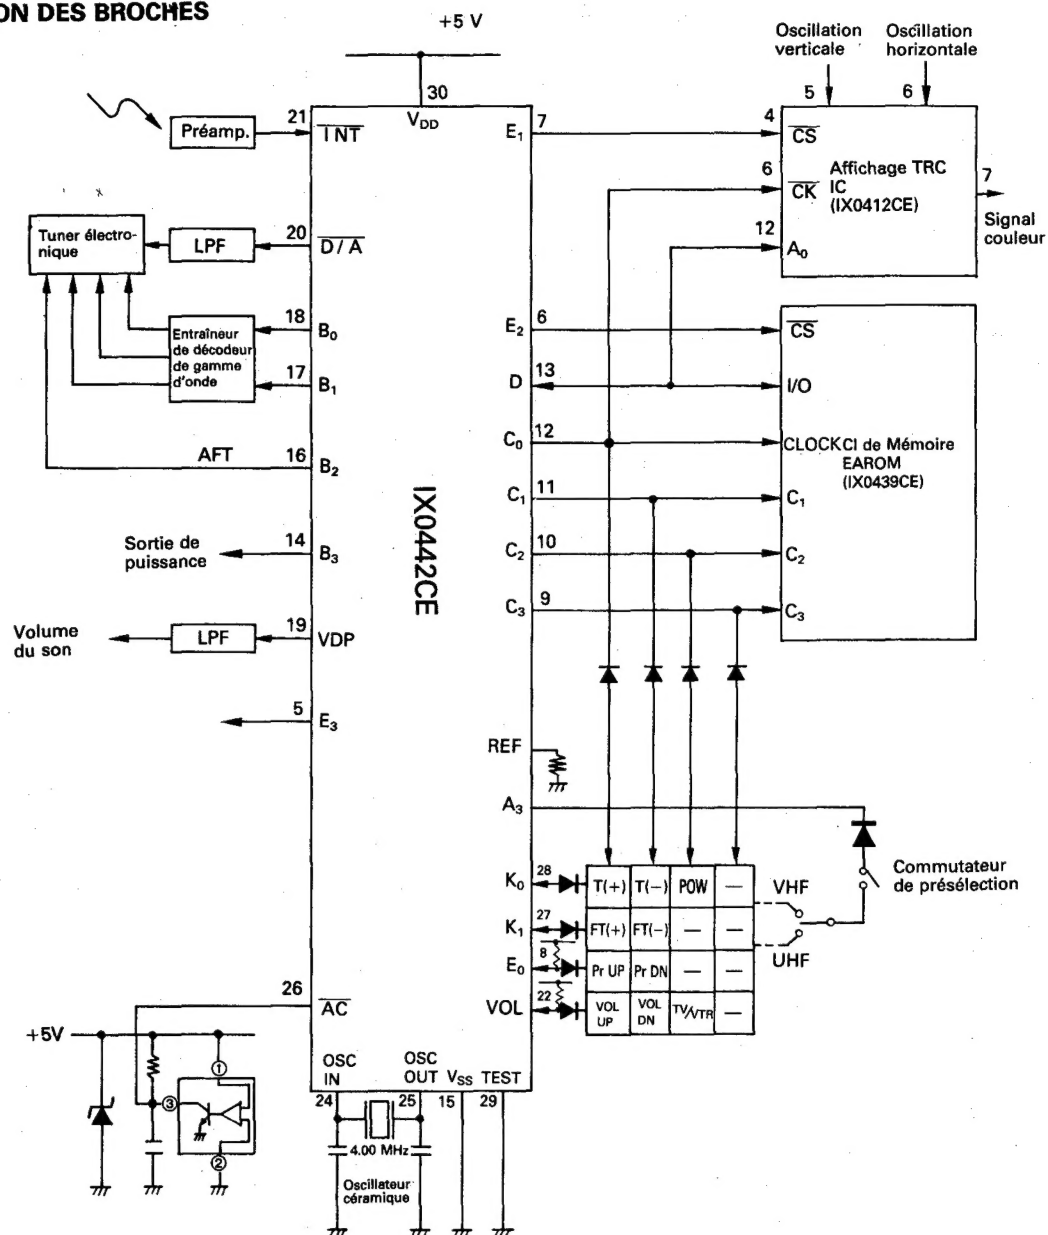 ON DES BROCHES
+5 V
Oscillation verticale
Oscillation horizontale
5
6
30
V_DD
21
Préamp.
INT
E₁
7
4
CS
6
CK
Affichage TRC
IC
(IX0412CE)
7
Signal
couleur
12
A₀
Tuner électro-
nique
LPF
20
D/A
18
B₀
Entraîneur
de décodeur
de gamme
d'onde
17
B₁
AFT
16
B₂
E₂
6
CS
D
13
I/O
C₀
12
CLOCK
CI de Mémoire
EAROM
(IX0439CE)
C₁
11
C₁
C₂
10
C₂
C₃
9
C₃
IX0442CE
Sortie de
puissance
14
B₃
Volume
du son
LPF
19
VDP
5
E₃
REF
A₃
Commutateur
de présélection
VHF
UHF
K₀
28
T(+) T(−) POW —
K₁
27
FT(+) FT(−) — —
E₀
8
Pr UP Pr DN — —
VOL
22
VOL UP VOL DN TV/VTR —
26
AC
+5V
①
③
②
OSC
IN
OSC
OUT
V_SS
TEST
24
25
15
29
4.00 MHz
Oscillateur
céramique